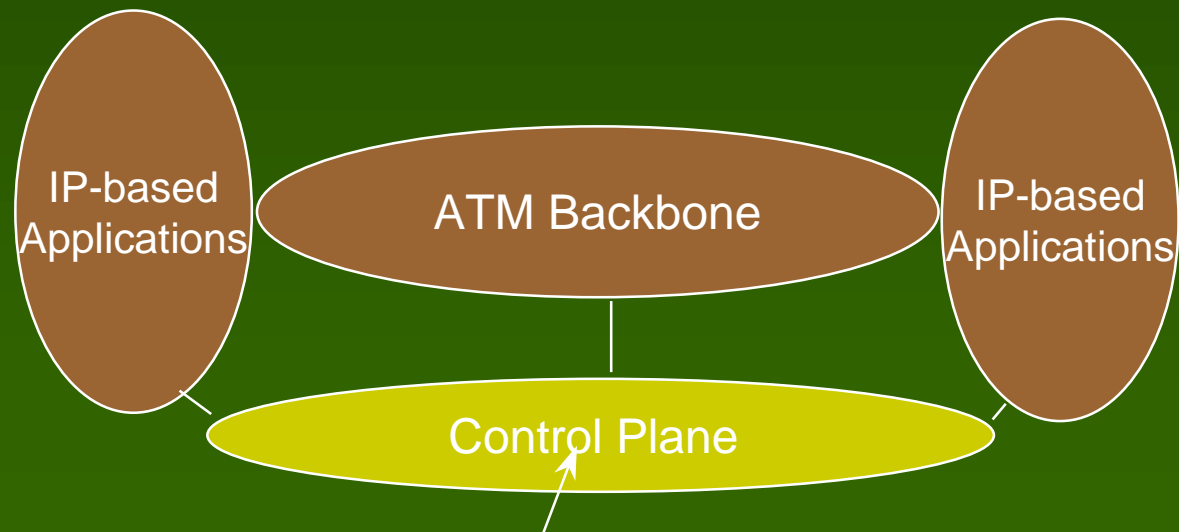 IP-based
Applications
ATM Backbone
IP-based
Applications
Control Plane